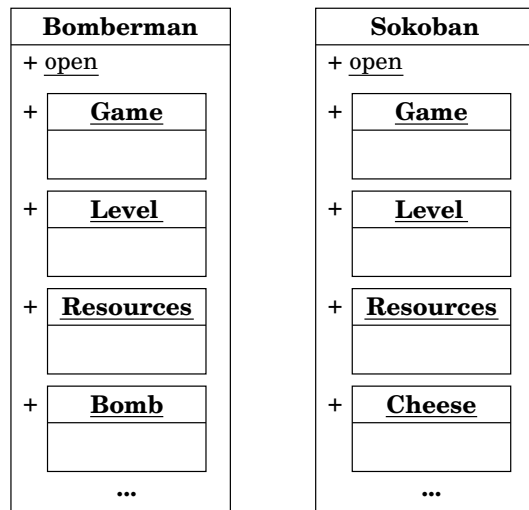 Bomberman
+ open
+ Game
+ Level
+ Resources
+ Bomb
...
Sokoban
+ open
+ Game
+ Level
+ Resources
+ Cheese
...